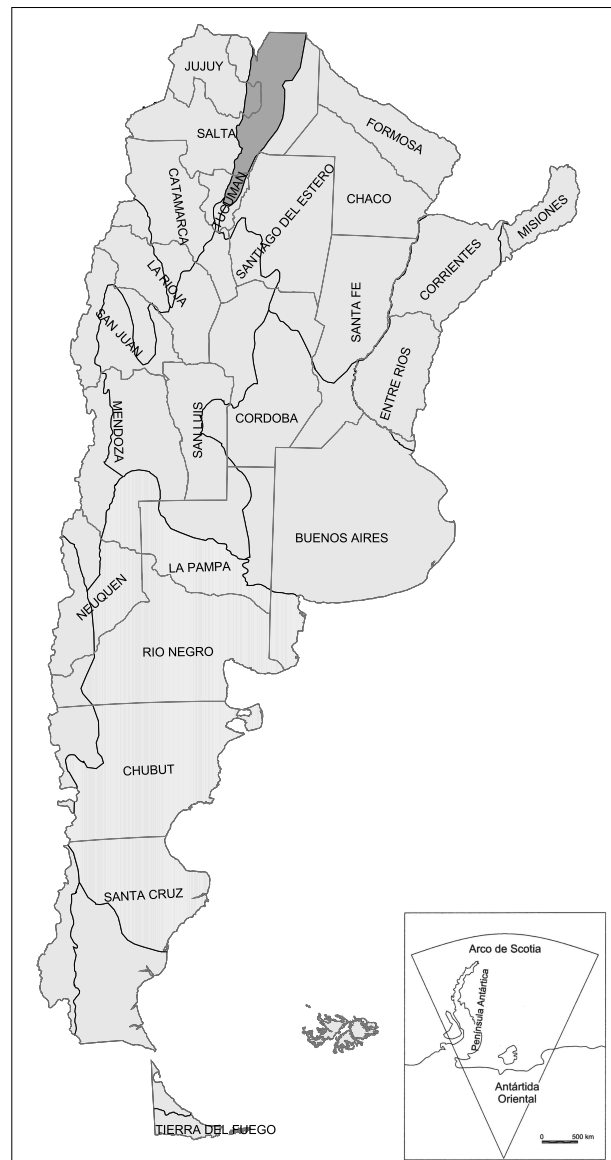 JUJUY
SALTA
FORMOSA
TUCUMAN
CATAMARCA
SANTIAGO DEL ESTERO
CHACO
MISIONES
CORRIENTES
LA RIOJA
SANTA FE
SAN JUAN
ENTRE RIOS
MENDOZA
SAN LUIS
CORDOBA
BUENOS AIRES
LA PAMPA
NEUQUEN
RIO NEGRO
CHUBUT
SANTA CRUZ
TIERRA DEL FUEGO
Arco de Scotia
Península Antártica
Antártida
Oriental
0 500 km